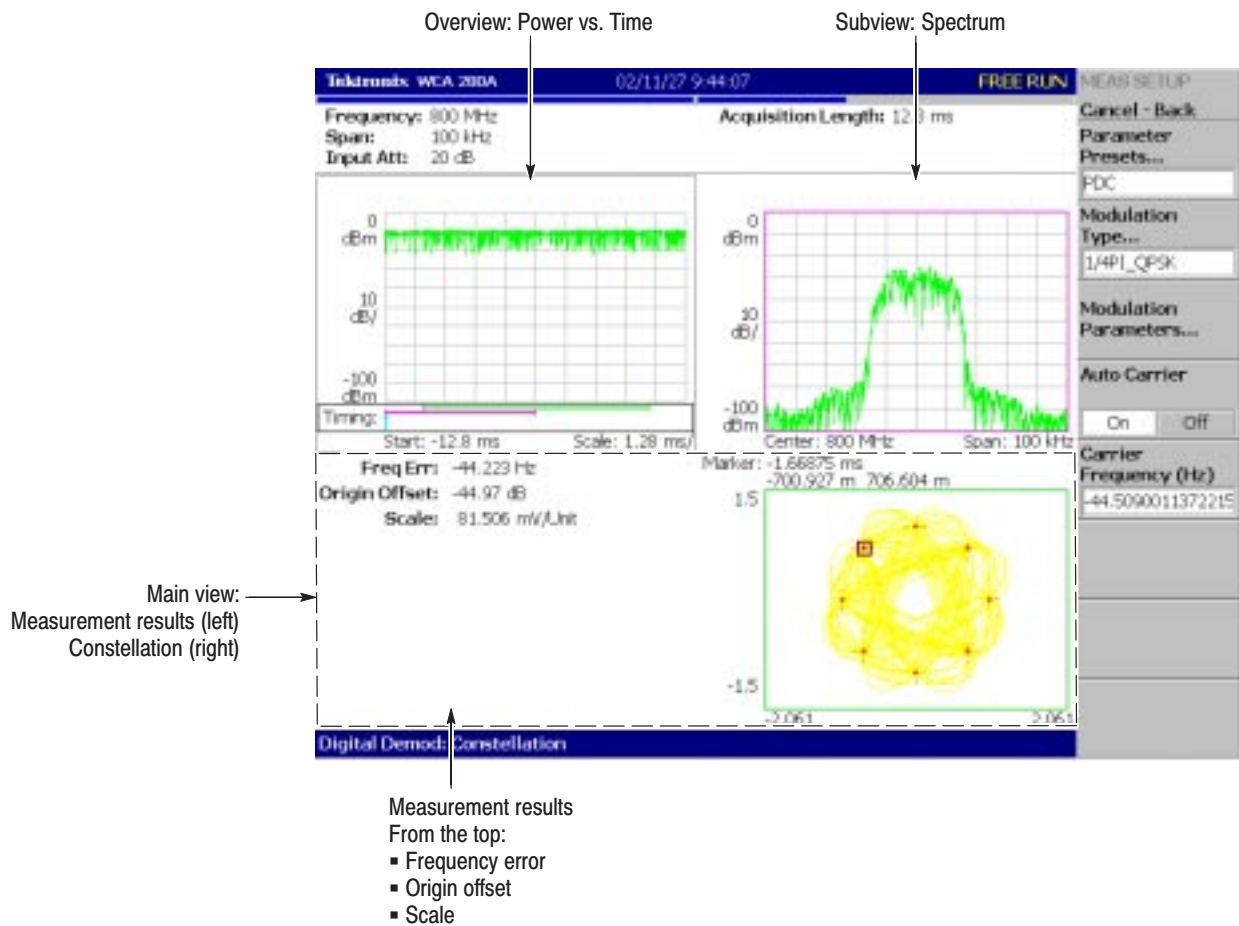 Overview: Power vs. Time
Subview: Spectrum
Tektronix WCA 280A 02/11/27 9:44:07 FREE RUN
MEAS SETUP
Frequency: 800 MHz
Acquisition Length: 12.8 ms
Span: 100 kHz
Input Att: 20 dB
Cancel - Back
Parameter
Presets...
PDC
Modulation
Type...
1/4PI_QPSK
Modulation
Parameters...
Auto Carrier
On Off
Carrier
Frequency (Hz)
-44.5090011372215
0
dBm
10
dB/
-100
dBm
Timing:
Start: -12.8 ms Scale: 1.28 ms/
0
dBm
10
dB/
-100
dBm
Center: 800 MHz Span: 100 kHz
Freq Err: -44.223 Hz
Origin Offset: -44.97 dB
Scale: 81.506 mV/Unit
Marker: -1.66875 ms
-700.927 m 706.604 m
1.5
-1.5
-2.061 2.061
Digital Demod: Constellation
Main view:
Measurement results (left)
Constellation (right)
Measurement results
From the top:
▪ Frequency error
▪ Origin offset
▪ Scale